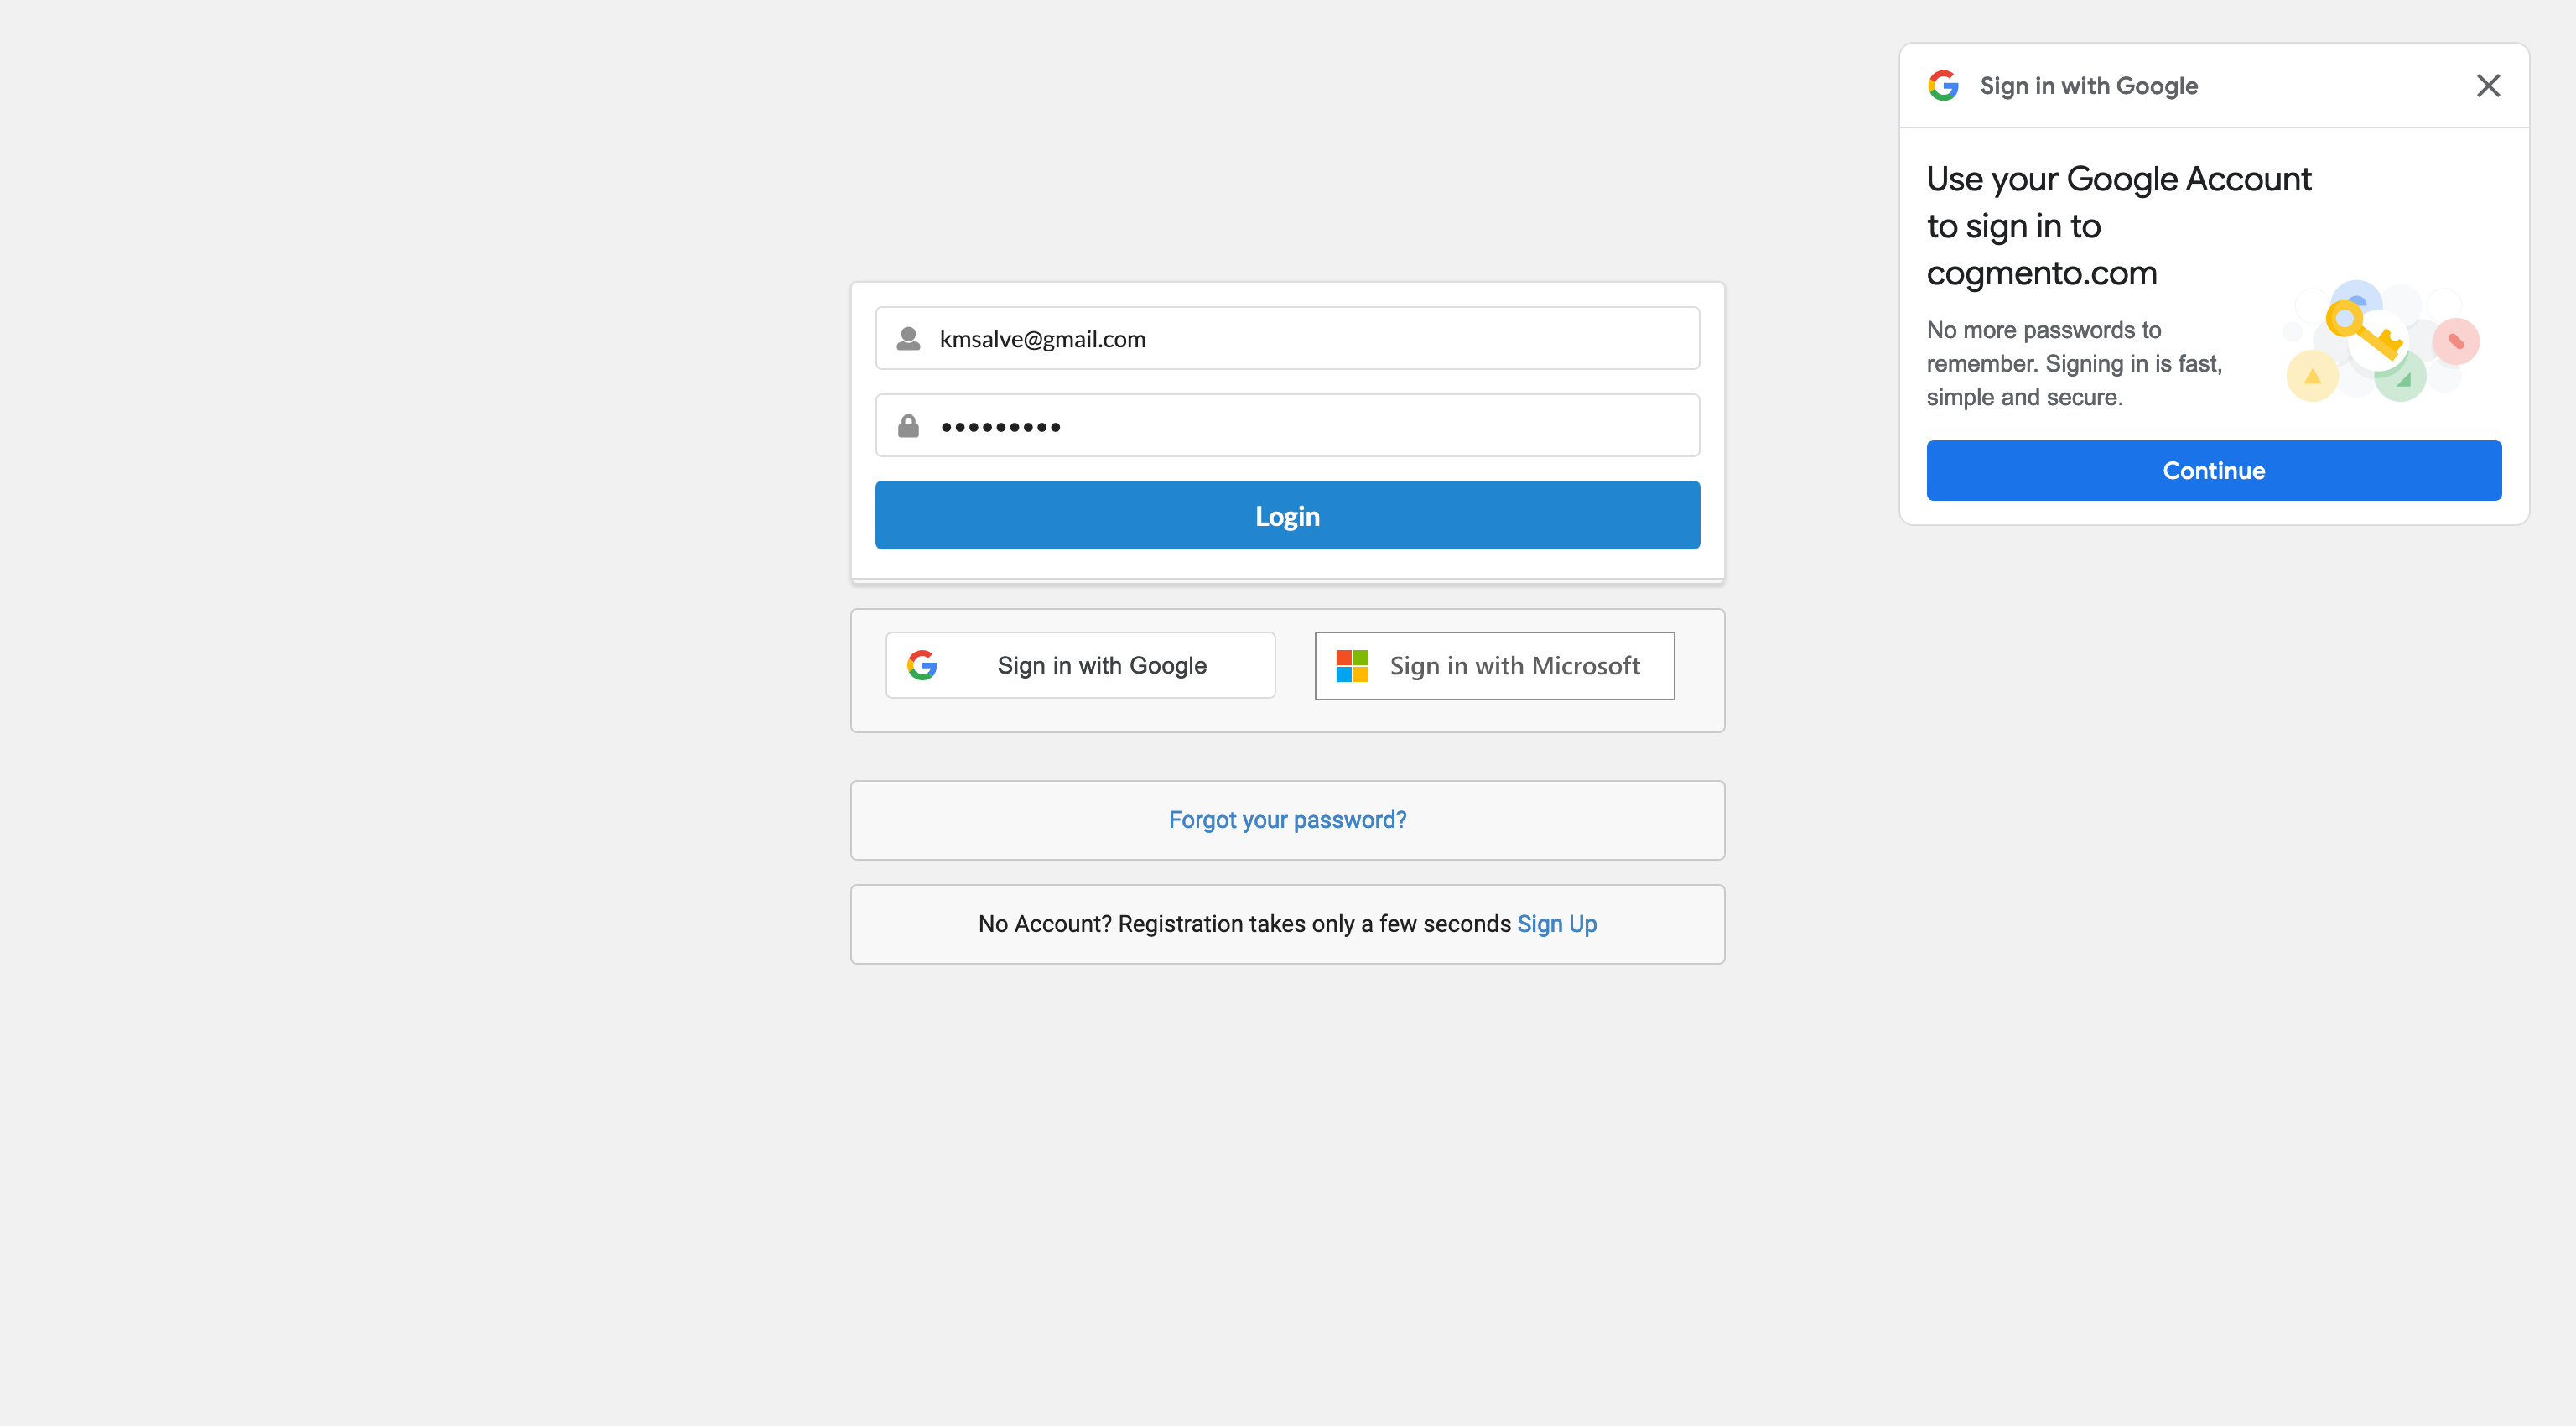 Sign in with Google
Use your Google Account
to sign in to
cogmento.com
No more passwords to
remember. Signing in is fast,
simple and secure.
Continue
kmsalve@gmail.com
•••••••••
Login
Sign in with Google
Sign in with Microsoft
Forgot your password?
No Account? Registration takes only a few seconds Sign Up